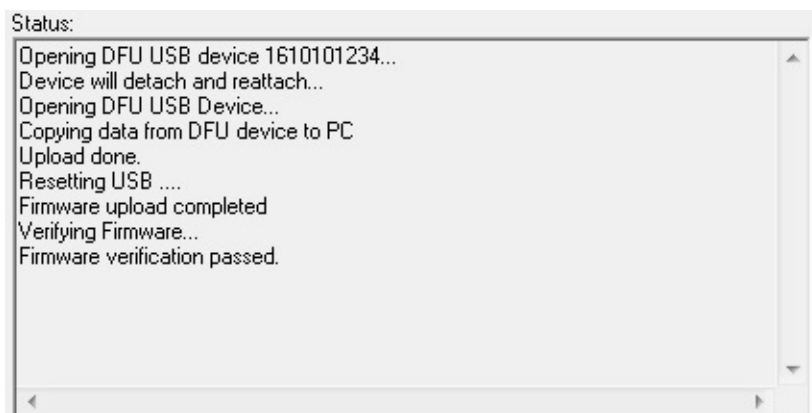 Status:
Opening DFU USB device 1610101234...
Device will detach and reattach...
Opening DFU USB Device...
Copying data from DFU device to PC
Upload done.
Resetting USB ....
Firmware upload completed
Verifying Firmware...
Firmware verification passed.